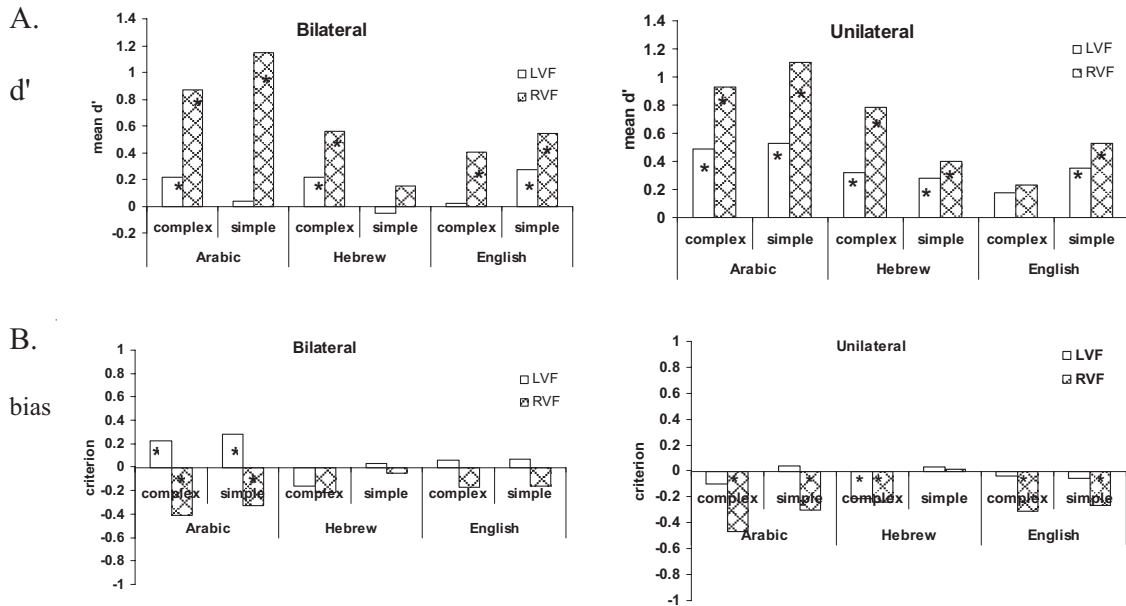 A.
d'
Bilateral
LVF
RVF
mean d'
1.4
1.2
1
0.8
0.6
0.4
0.2
0
-0.2
complex simple complex simple complex simple
Arabic Hebrew English
Unilateral
LVF
RVF
mean d'
1.4
1.2
1
0.8
0.6
0.4
0.2
0
complex simple complex simple complex simple
Arabic Hebrew English
B.
bias
Bilateral
LVF
RVF
criterion
1
0.8
0.6
0.4
0.2
0
-0.2
-0.4
-0.6
-0.8
-1
complex simple complex simple complex simple
Arabic Hebrew English
Unilateral
LVF
RVF
criterion
1
0.8
0.6
0.4
0.2
0
-0.2
-0.4
-0.6
-0.8
-1
complex simple complex simple complex simple
Arabic Hebrew English